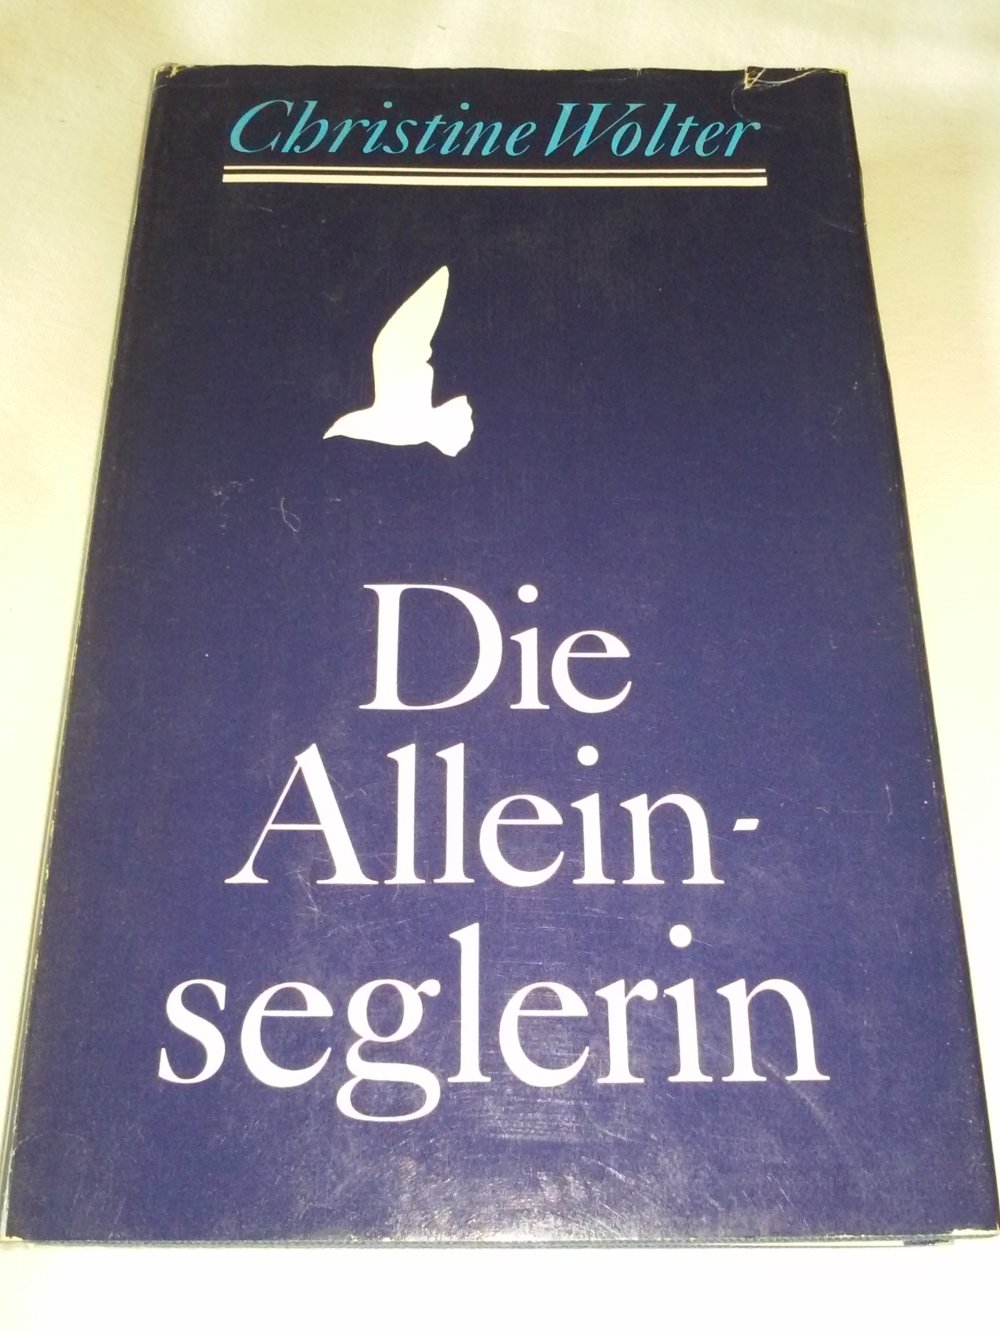 Christine Wolter
Die
Allein-
seglerin